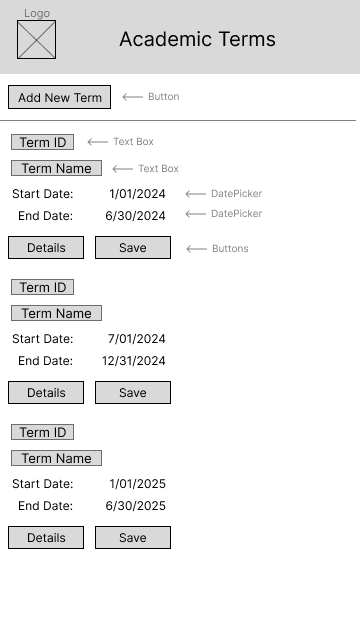 Logo
Academic Terms
Add New Term Button
Term ID Text Box
Term Name Text Box
Start Date: 1/01/2024 DatePicker
End Date: 6/30/2024 DatePicker
Details Save Buttons
Term ID
Term Name
Start Date: 7/01/2024
End Date: 12/31/2024
Details Save
Term ID
Term Name
Start Date: 1/01/2025
End Date: 6/30/2025
Details Save